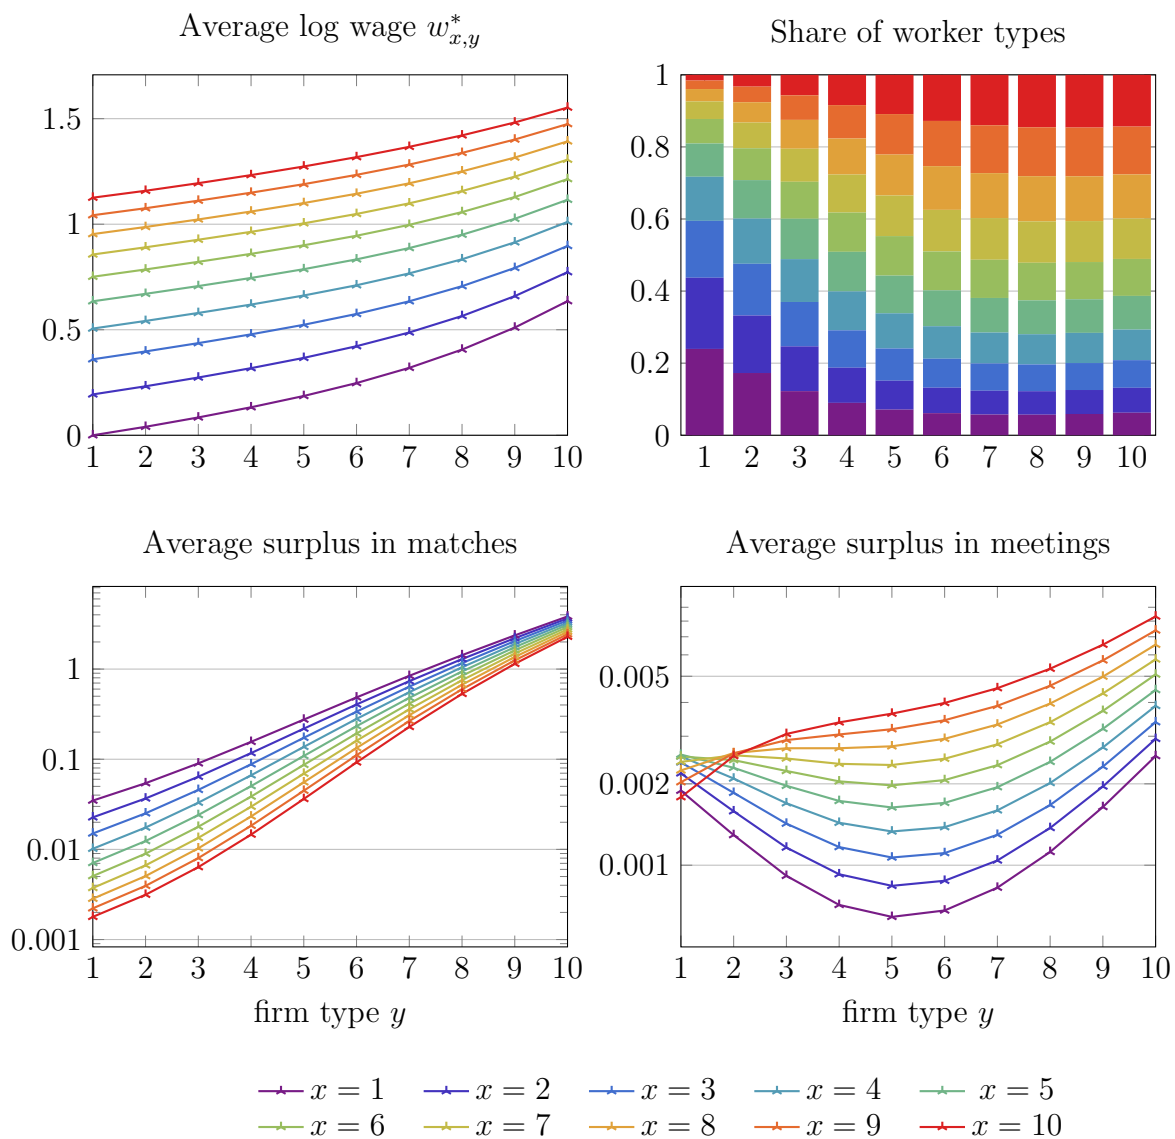 Average log wage w*x,y
Share of worker types
1.5
1
0.5
0
1 2 3 4 5 6 7 8 9 10
1
0.8
0.6
0.4
0.2
0
1 2 3 4 5 6 7 8 9 10
Average surplus in matches
Average surplus in meetings
1
0.1
0.01
0.001
1 2 3 4 5 6 7 8 9 10
firm type y
0.005
0.002
0.001
1 2 3 4 5 6 7 8 9 10
firm type y
x = 1 x = 2 x = 3 x = 4 x = 5
x = 6 x = 7 x = 8 x = 9 x = 10